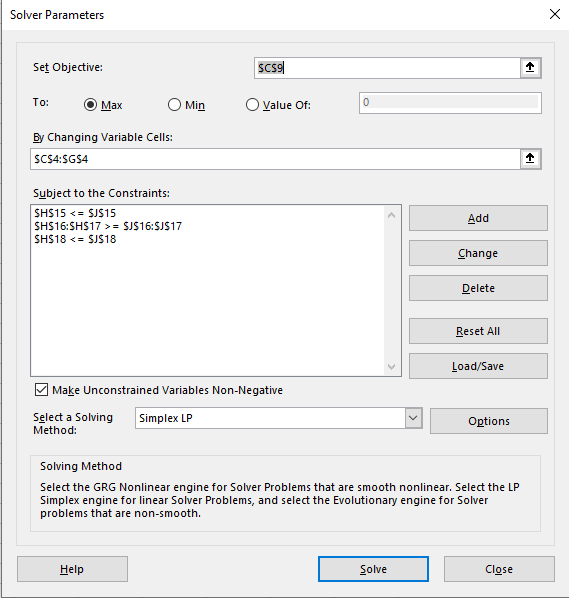 Solver Parameters
Set Objective:
$C$9
To:
Max
Min
Value Of:
0
By Changing Variable Cells:
$C$4:$G$4
Subject to the Constraints:
$H$15 <= $J$15
$H$16:$H$17 >= $J$16:$J$17
$H$18 <= $J$18
Add
Change
Delete
Reset All
Load/Save
Make Unconstrained Variables Non-Negative
Select a Solving
Method:
Simplex LP
Options
Solving Method
Select the GRG Nonlinear engine for Solver Problems that are smooth nonlinear. Select the LP
Simplex engine for linear Solver Problems, and select the Evolutionary engine for Solver
problems that are non-smooth.
Help
Solve
Close